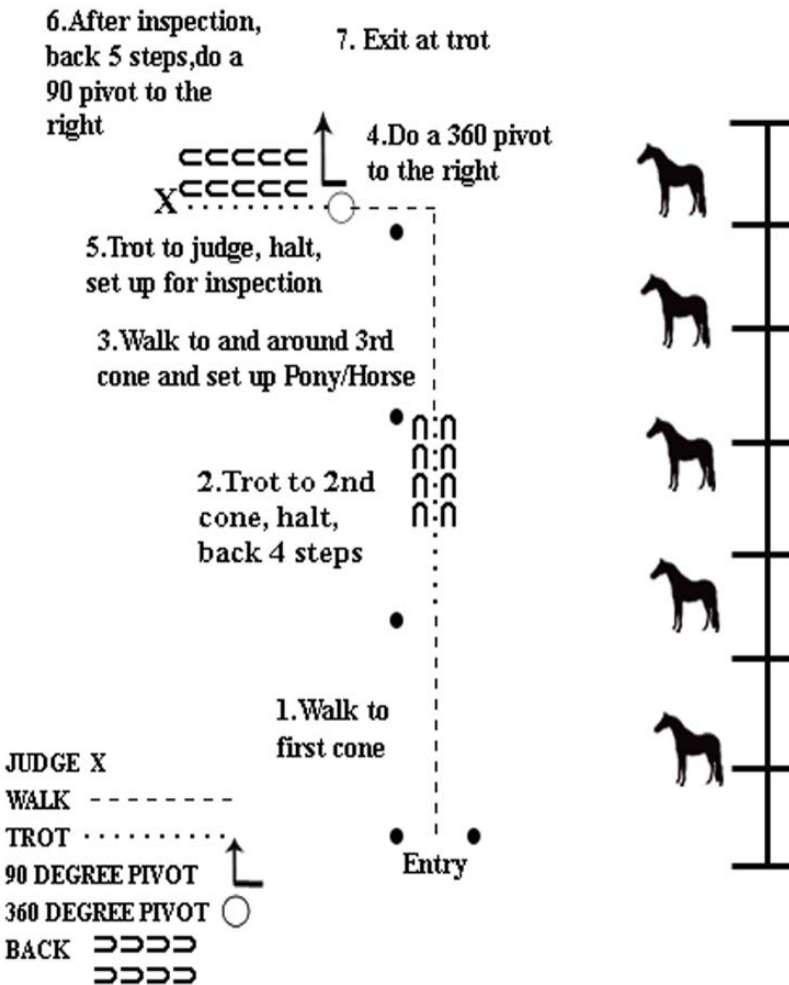 6.After inspection,
back 5 steps,do a
90 pivot to the
right
7. Exit at trot
4.Do a 360 pivot
to the right
X
5.Trot to judge, halt,
set up for inspection
3.Walk to and around 3rd
cone and set up Pony/Horse
2.Trot to 2nd
cone, halt,
back 4 steps
1.Walk to
first cone
Entry
JUDGE X
WALK
TROT
90 DEGREE PIVOT
360 DEGREE PIVOT
BACK